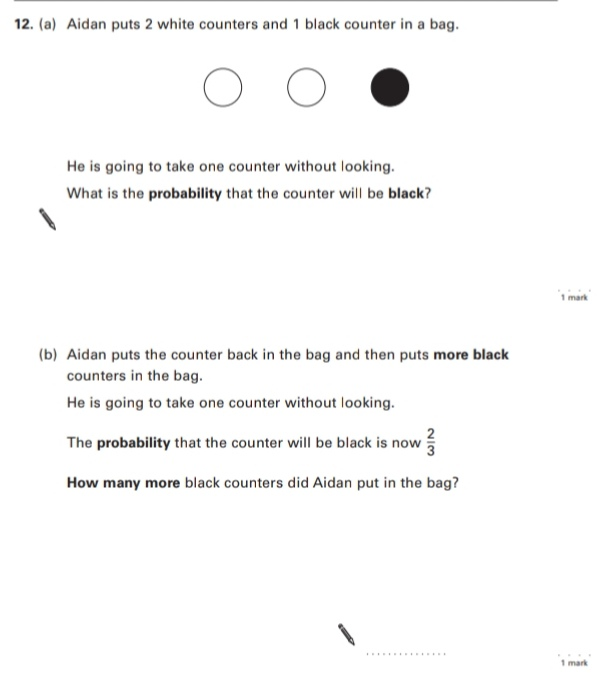 12. (a) Aidan puts 2 white counters and 1 black counter in a bag.
He is going to take one counter without looking.
What is the probability that the counter will be black?
1 mark
(b) Aidan puts the counter back in the bag and then puts more black
counters in the bag.
He is going to take one counter without looking.
The probability that the counter will be black is now 2/3
How many more black counters did Aidan put in the bag?
1 mark